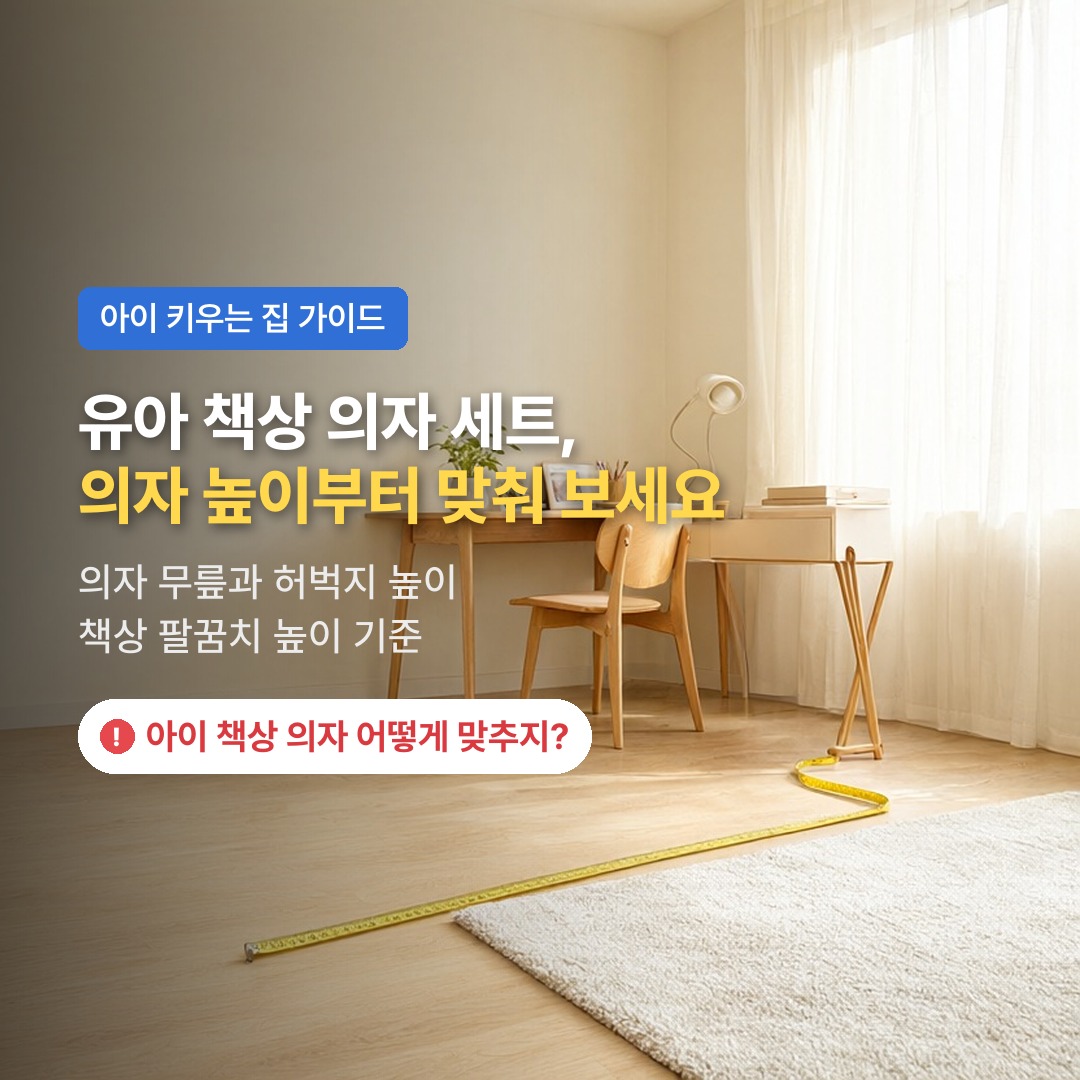 아이 키우는 집 가이드
유아 책상 의자 세트,
의자 높이부터 맞춰 보세요
의자 무릎과 허벅지 높이
책상 팔꿈치 높이 기준
! 아이 책상 의자 어떻게 맞추지?